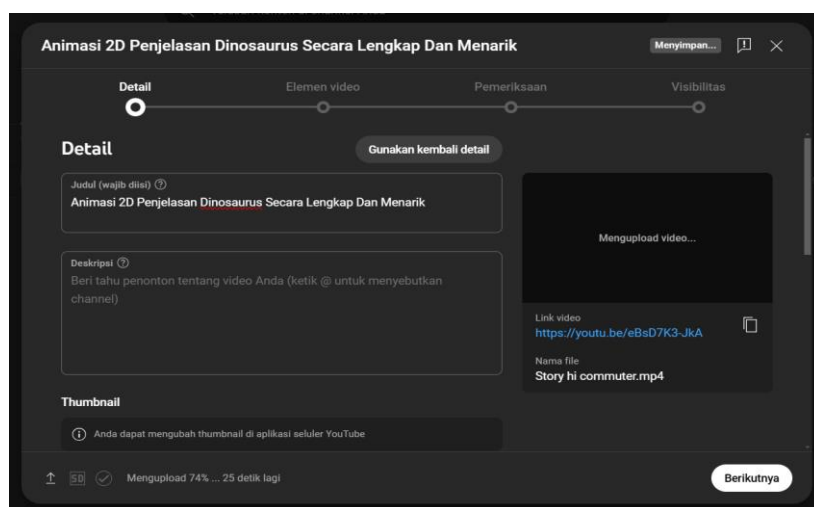 Animasi 2D Penjelasan Dinosaurus Secara Lengkap Dan Menarik
Menyimpan...
Detail
Elemen video
Pemeriksaan
Visibilitas
Detail
Gunakan kembali detail
Judul (wajib diisi)
Animasi 2D Penjelasan Dinosaurus Secara Lengkap Dan Menarik
Mengupload video...
Deskripsi
Beri tahu penonton tentang video Anda (ketik @ untuk menyebutkan
channel)
Link video
https://youtu.be/eBsD7K3-JkA
Nama file
Story hi commuter.mp4
Thumbnail
Anda dapat mengubah thumbnail di aplikasi seluler YouTube
SD
Mengupload 74% ... 25 detik lagi
Berikutnya